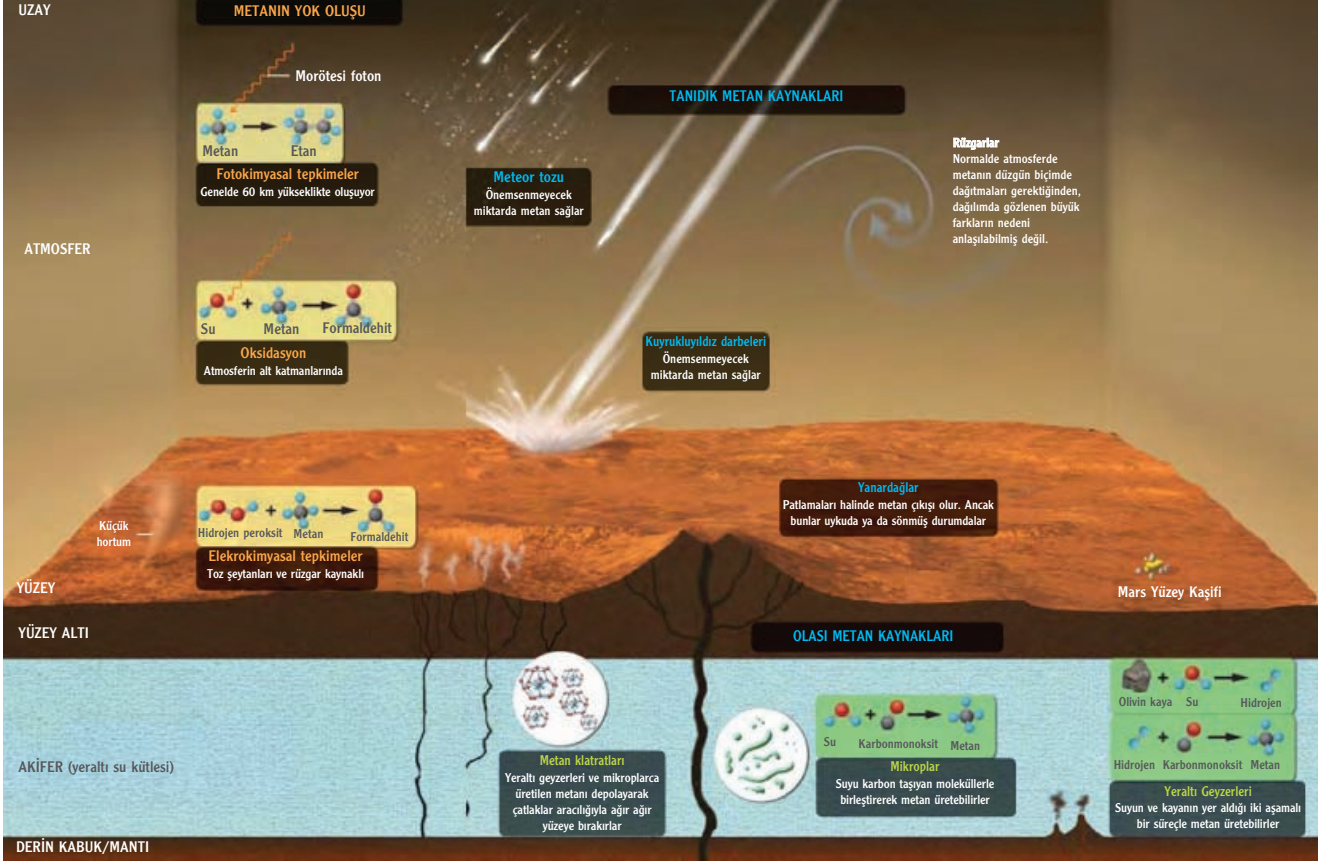 UZAY
METANIN YOK OLUŞU
Morötesi foton
Metan
Etan
Fotokimyasal tepkimeler
Genelde 60 km yükseklikte oluşuyor
TANIDIK METAN KAYNAKLARI
Meteor tozu
Önemsenmeyecek
miktarda metan sağlar
Rüzgarlar
Normalde atmosferde
metanın düzgün biçimde
dağıtmaları gerektiğinden,
dağılımda gözlenen büyük
farkların nedeni
anlaşılabilmiş değil.
ATMOSFER
Su
Metan
Formaldehit
Oksidasyon
Atmosferin alt katmanlarında
Kuyrukluyıldız darbeleri
Önemsenmeyecek
miktarda metan sağlar
Küçük
hortum
Hidrojen peroksit
Metan
Formaldehit
Elekrokimyasal tepkimeler
Toz şeytanları ve rüzgar kaynaklı
Yanardağlar
Patlamaları halinde metan çıkışı olur. Ancak
bunlar uykuda ya da sönmüş durumdalar
YÜZEY
Mars Yüzey Kaşifi
YÜZEY ALTI
OLASI METAN KAYNAKLARI
AKİFER (yeraltı su kütlesi)
Metan klatratları
Yeraltı geyzerleri ve mikroplarca
üretilen metanı depolayarak
çatlaklar aracılığıyla ağır ağır
yüzeye bırakırlar
Su
Karbonmonoksit
Metan
Mikroplar
Suyu karbon taşıyan moleküllerle
birleştirerek metan üretebilirler
Olivin kaya
Su
Hidrojen
Hidrojen
Karbonmonoksit
Metan
Yeraltı Geyzerleri
Suyun ve kayanın yer aldığı iki aşamalı
bir süreçle metan üretebilirler
DERİN KABUK/MANTI